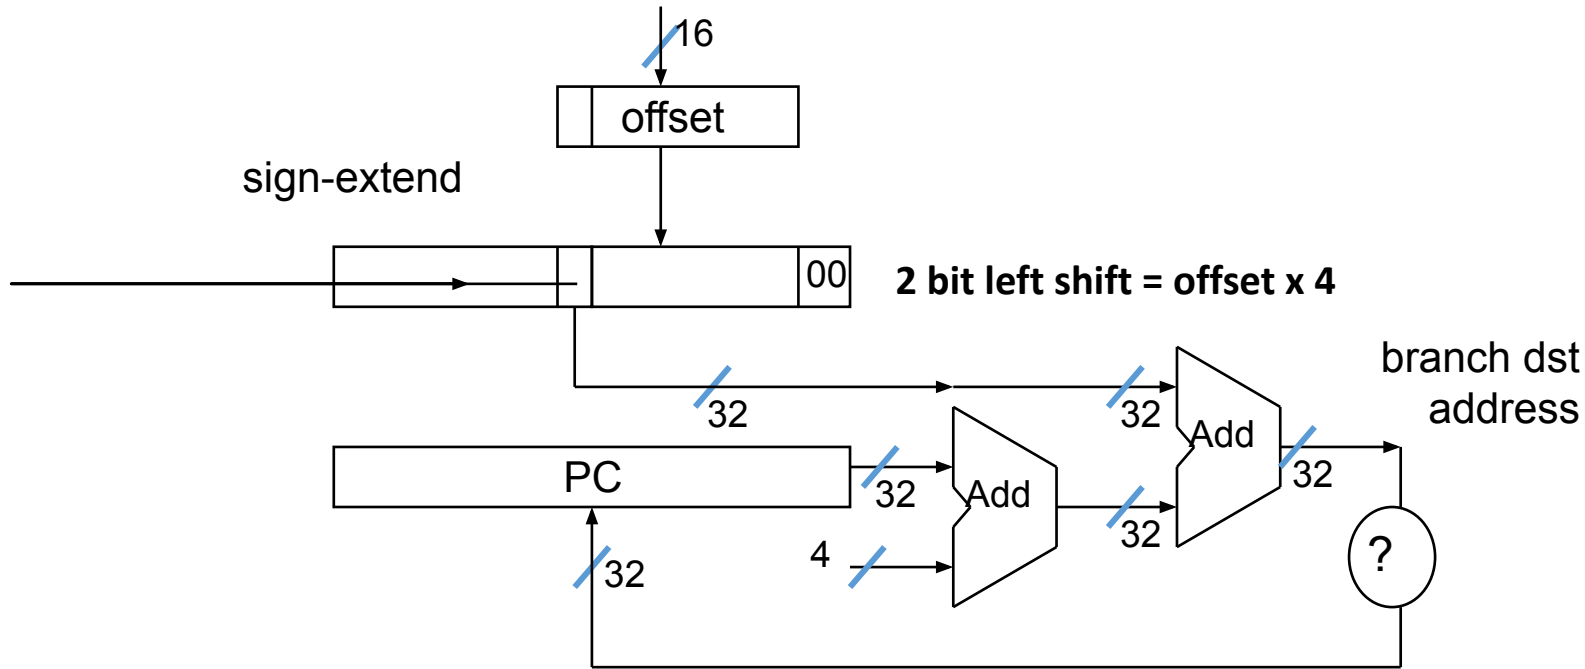 16
offset
sign-extend
00
2 bit left shift = offset x 4
branch dst
address
32
32
Add
32
PC
32
Add
32
4
32
?